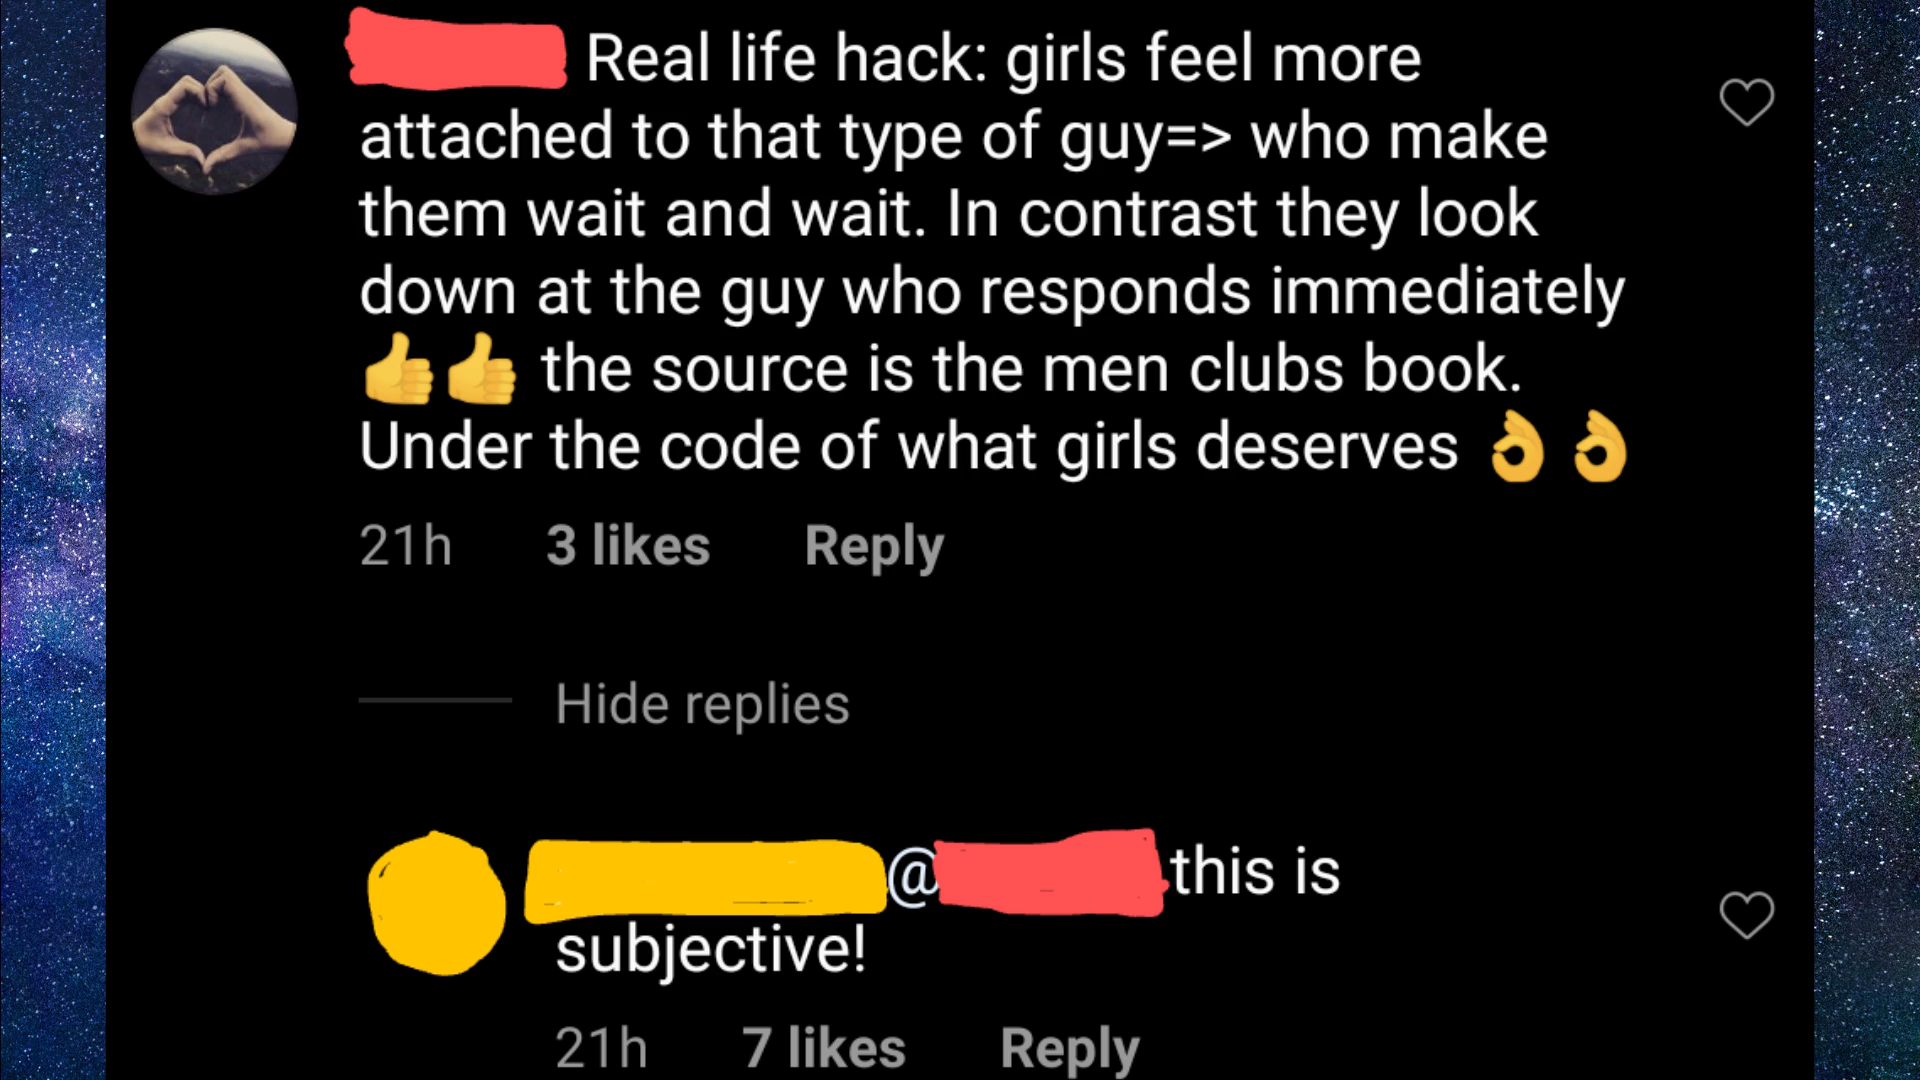 Real life hack: girls feel more
attached to that type of guy=> who make
them wait and wait. In contrast they look
down at the guy who responds immediately
👍👍 the source is the men clubs book.
Under the code of what girls deserves 👌👌
21h 3 likes Reply
Hide replies
@ this is
subjective!
21h 7 likes Reply